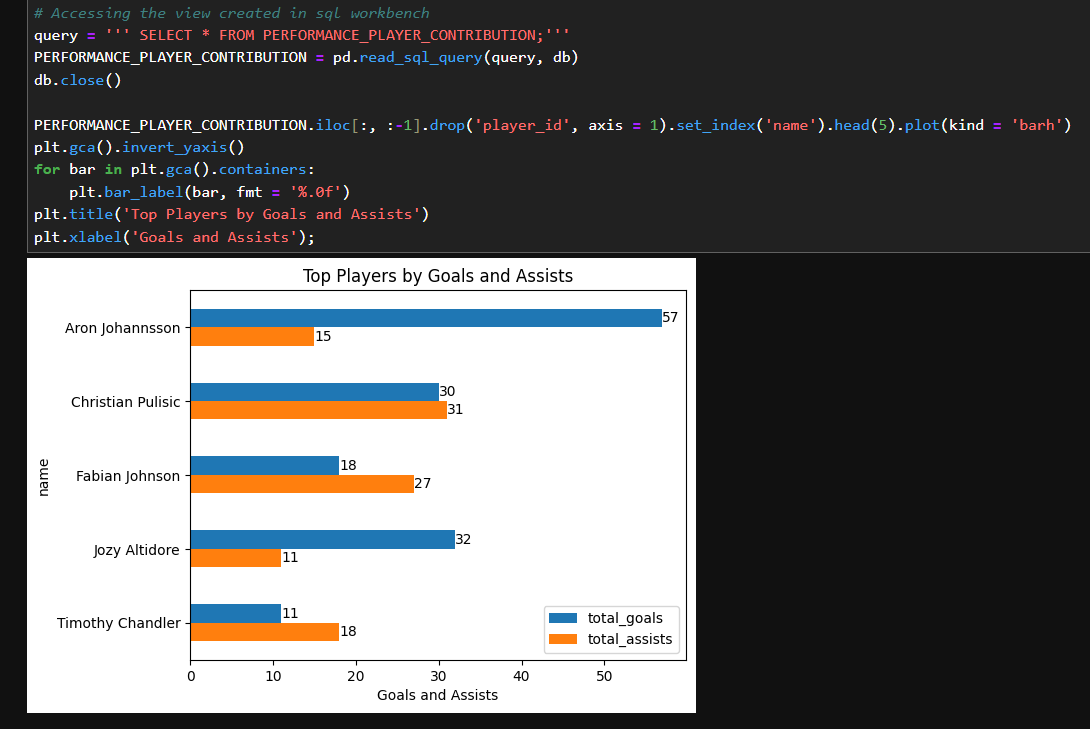 # Accessing the view created in sql workbench
query = ''' SELECT * FROM PERFORMANCE_PLAYER_CONTRIBUTION;'''
PERFORMANCE_PLAYER_CONTRIBUTION = pd.read_sql_query(query, db)
db.close()
PERFORMANCE_PLAYER_CONTRIBUTION.iloc[:, :-1].drop('player_id', axis = 1).set_index('name').head(5).plot(kind = 'barh')
plt.gca().invert_yaxis()
for bar in plt.gca().containers:
    plt.bar_label(bar, fmt = '%.0f')
plt.title('Top Players by Goals and Assists')
plt.xlabel('Goals and Assists');
Top Players by Goals and Assists
name
Aron Johannsson
57
15
Christian Pulisic
30
31
Fabian Johnson
18
27
Jozy Altidore
32
11
Timothy Chandler
11
18
total_goals
total_assists
0 10 20 30 40 50
Goals and Assists